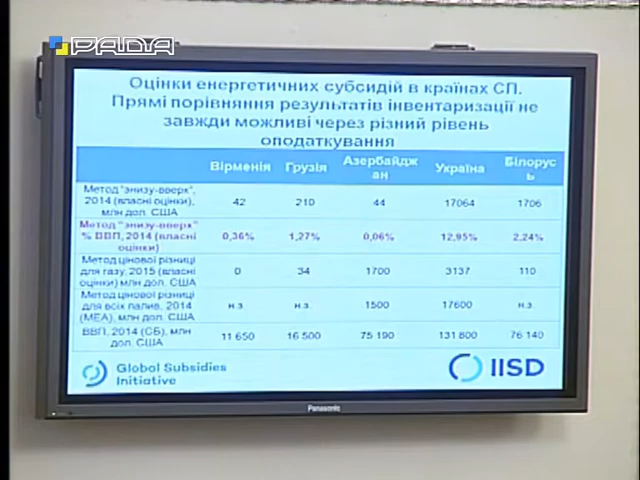 РАДА
Оцінки енергетичних субсидій в країнах СП.
Прямі порівняння результатів інвентаризації не
завжди можливі через різний рівень
оподаткування
Вірменія Грузія Азербайдж
ан Україна Білорус
ь
Метод "знизу-вверх",
2014 (власні оцінки),
млн дол. США 42 210 44 17064 1706
Метод "знизу-вверх"
% ВВП, 2014 (власні
оцінки) 0,36% 1,27% 0,06% 12,95% 2,24%
Метод цінової різниці
для газу, 2015 (власні
оцінки) млн дол. США 0 34 1700 3137 110
Метод цінової різниці
для всіх палив, 2014
(МЕА), млн дол. США н.з. н.з. 1500 17600 н.з
ВВП, 2014 (СБ), млн
дол. США 11 650 16 500 75 190 131 800 76 140
Global Subsidies
Initiative
IISD
Panasonic